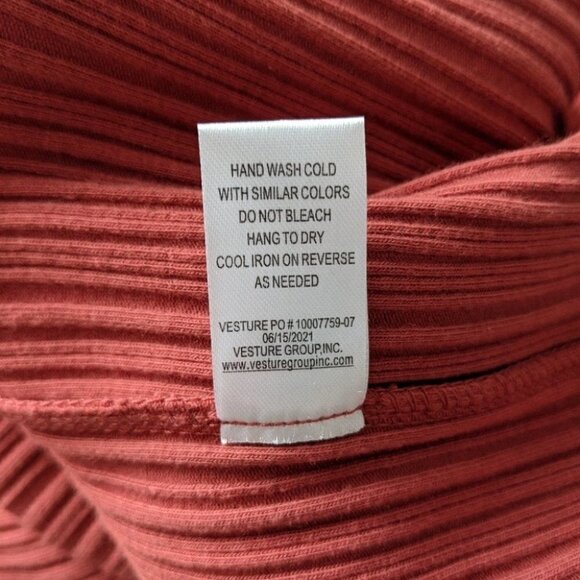 HAND WASH COLD
WITH SIMILAR COLORS
DO NOT BLEACH
HANG TO DRY
COOL IRON ON REVERSE
AS NEEDED
VESTURE PO # 10007759-07
06/15/2021
VESTURE GROUP,INC.
www.vesturegroupinc.com